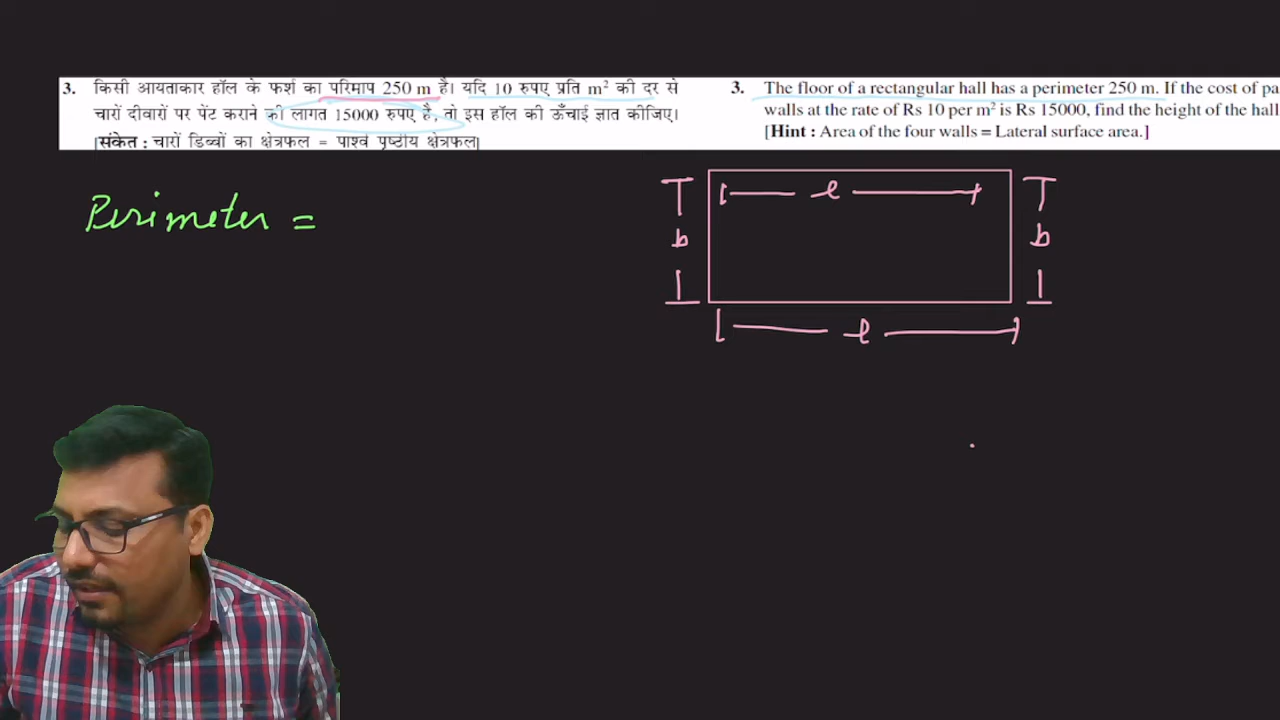 3. किसी आयताकार हॉल के फर्श का परिमाप 250 m है। यदि 10 रुपए प्रति m² की दर से
चारों दीवारों पर पेंट कराने की लागत 15000 रुपए है, तो इस हॉल की ऊँचाई ज्ञात कीजिए।
[संकेत : चारों डिब्बों का क्षेत्रफल = पार्श्व पृष्ठीय क्षेत्रफल]
3. The floor of a rectangular hall has a perimeter 250 m. If the cost of pa
walls at the rate of Rs 10 per m² is Rs 15000, find the height of the hall
[Hint : Area of the four walls = Lateral surface area.]
Perimeter =
l
b
b
l